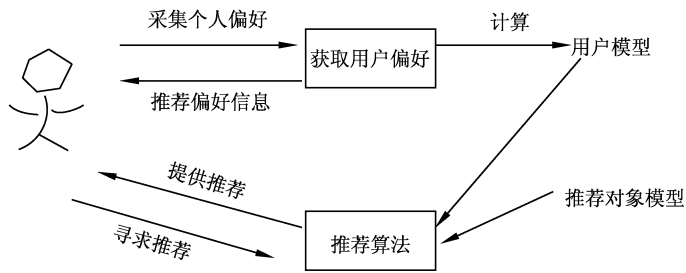 采集个人偏好
计算
获取用户偏好
用户模型
推荐偏好信息
提供推荐
推荐对象模型
寻求推荐
推荐算法